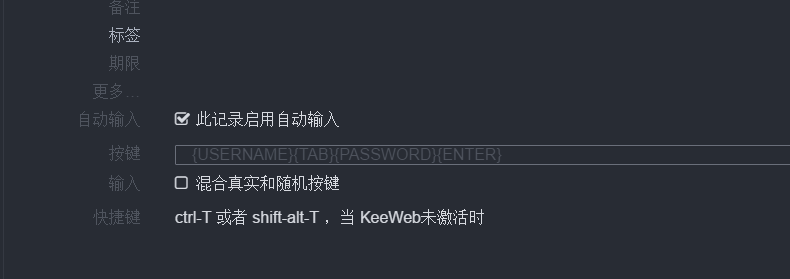 备注
标签
期限
更多...
自动输入 此记录启用自动输入
按键 {USERNAME}{TAB}{PASSWORD}{ENTER}
输入 混合真实和随机按键
快捷键 ctrl-T 或者 shift-alt-T ，当 KeeWeb未激活时